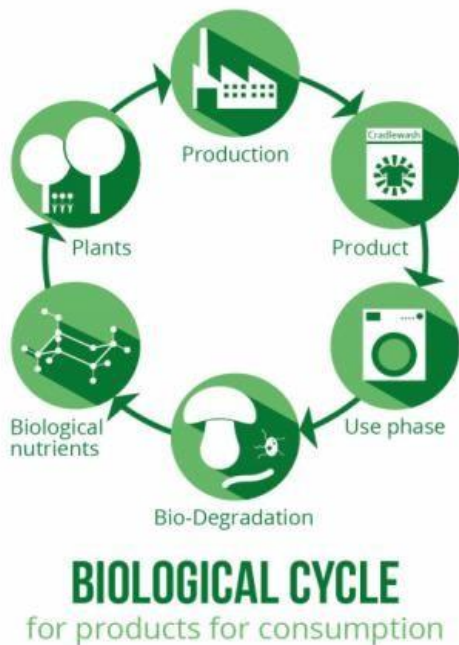 Production
Cradlewash
Product
Use phase
Bio-Degradation
Biological
nutrients
Plants
BIOLOGICAL CYCLE
for products for consumption